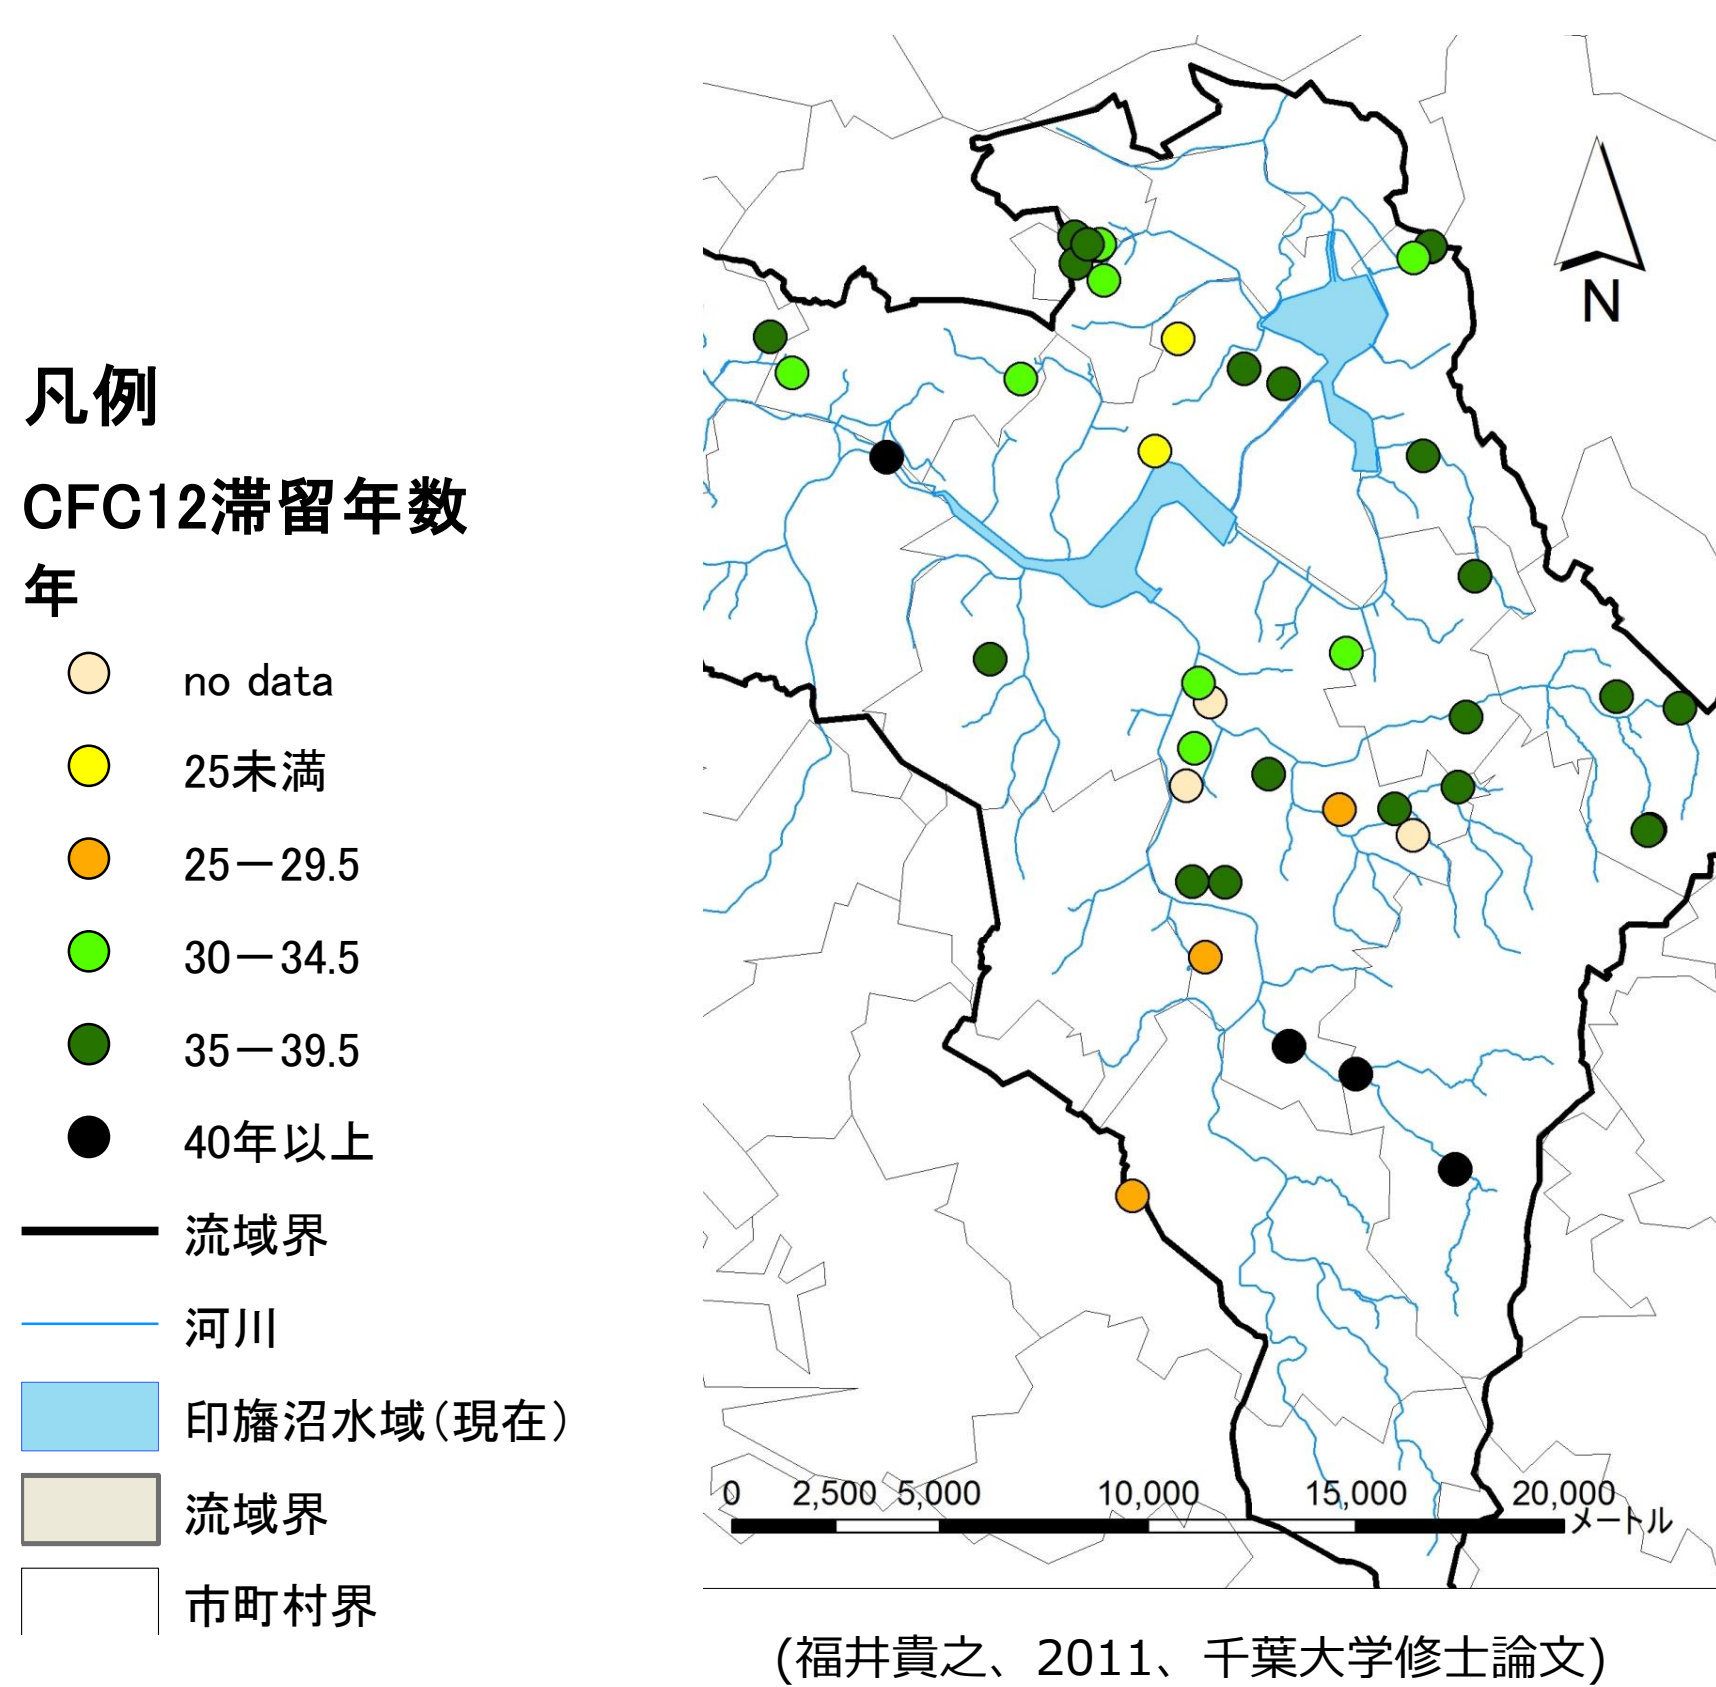 凡例
CFC12滞留年数
年
no data
25未満
25－29.5
30－34.5
35－39.5
40年以上
流域界
河川
印旛沼水域(現在)
流域界
市町村界
N
0 2,500 5,000 10,000 15,000 20,000
メートル
(福井貴之、2011、千葉大学修士論文)